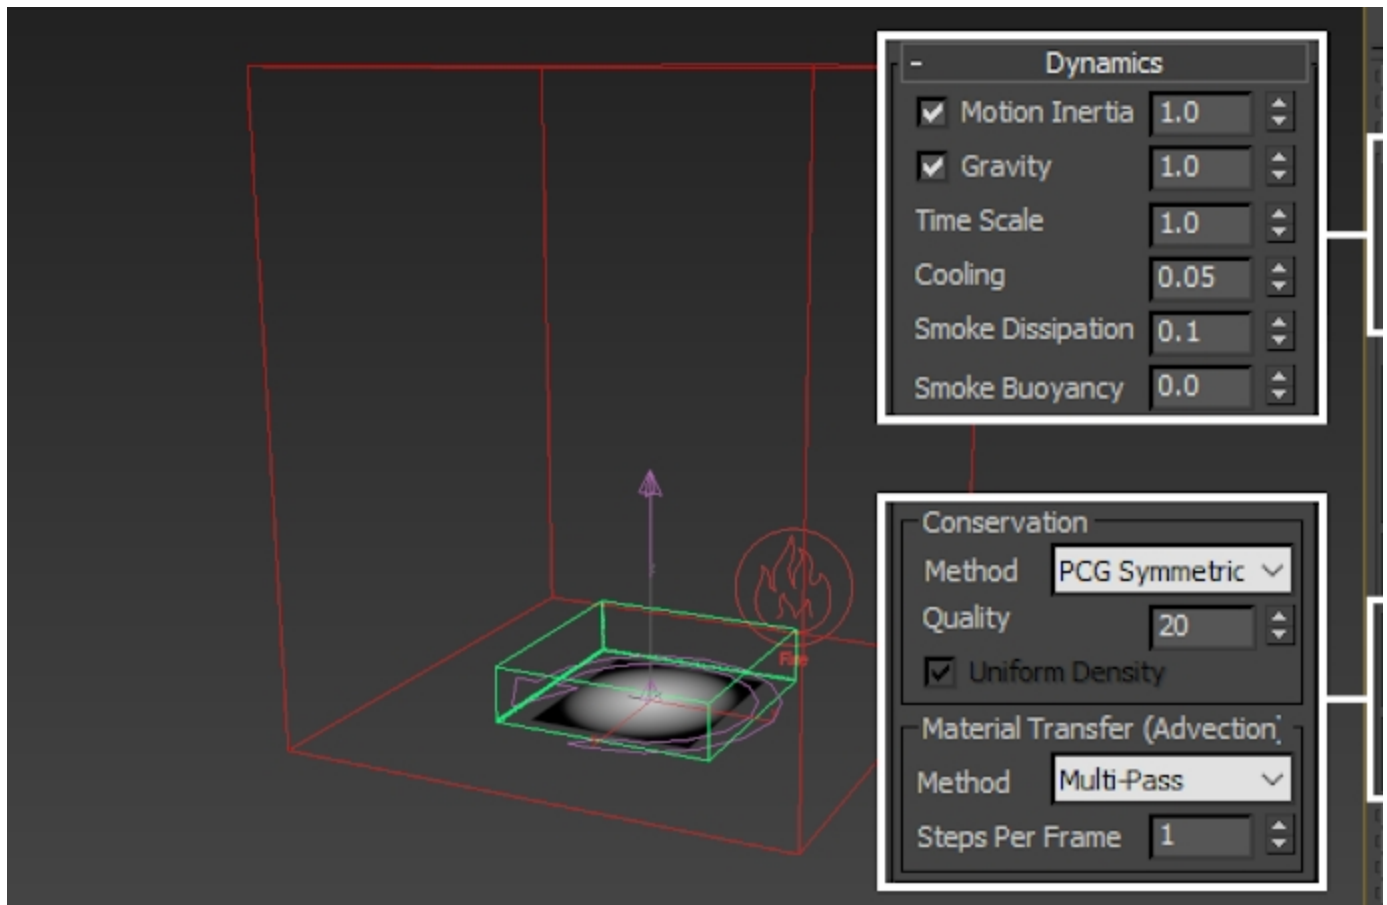 - Dynamics
Motion Inertia 1.0
Gravity 1.0
Time Scale 1.0
Cooling 0.05
Smoke Dissipation 0.1
Smoke Buoyancy 0.0
Fire
Conservation
Method PCG Symmetric
Quality 20
Uniform Density
Material Transfer (Advection)
Method Multi-Pass
Steps Per Frame 1